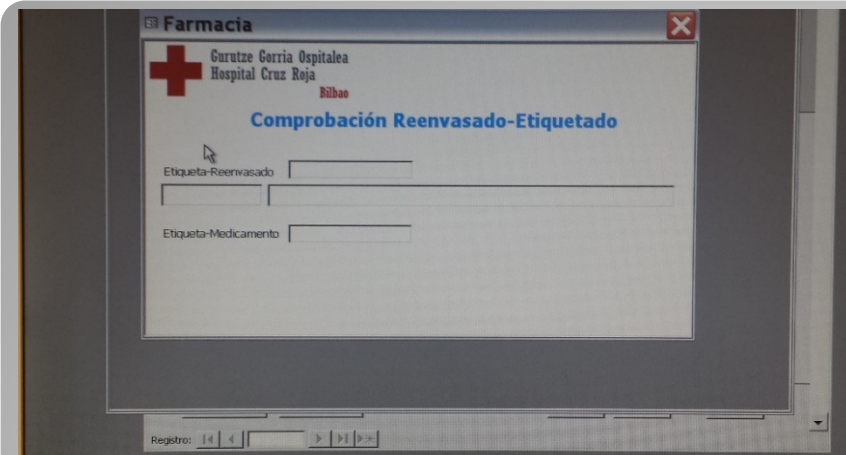 Farmacia
Gurutze Gorria Ospitalea
Hospital Cruz Roja
Bilbao
Comprobación Reenvasado-Etiquetado
Etiqueta-Reenvasado
Etiqueta-Medicamento
Registro: